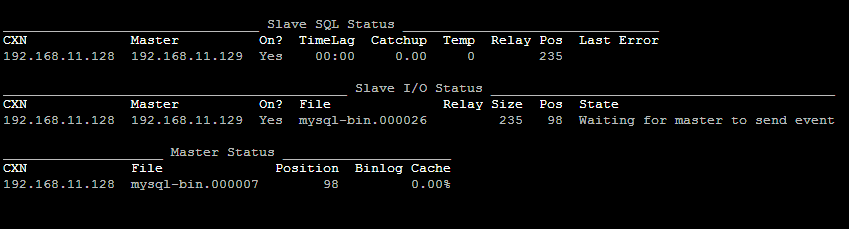 ________________________________ Slave SQL Status ________________________________
CXN Master On? TimeLag Catchup Temp Relay Pos Last Error
192.168.11.128 192.168.11.129 Yes 00:00 0.00 0 235
___________________________________________ Slave I/O Status ___________________________________________
CXN Master On? File Relay Size Pos State
192.168.11.128 192.168.11.129 Yes mysql-bin.000026 235 98 Waiting for master to send event
____________________ Master Status _____________________
CXN File Position Binlog Cache
192.168.11.128 mysql-bin.000007 98 0.00%